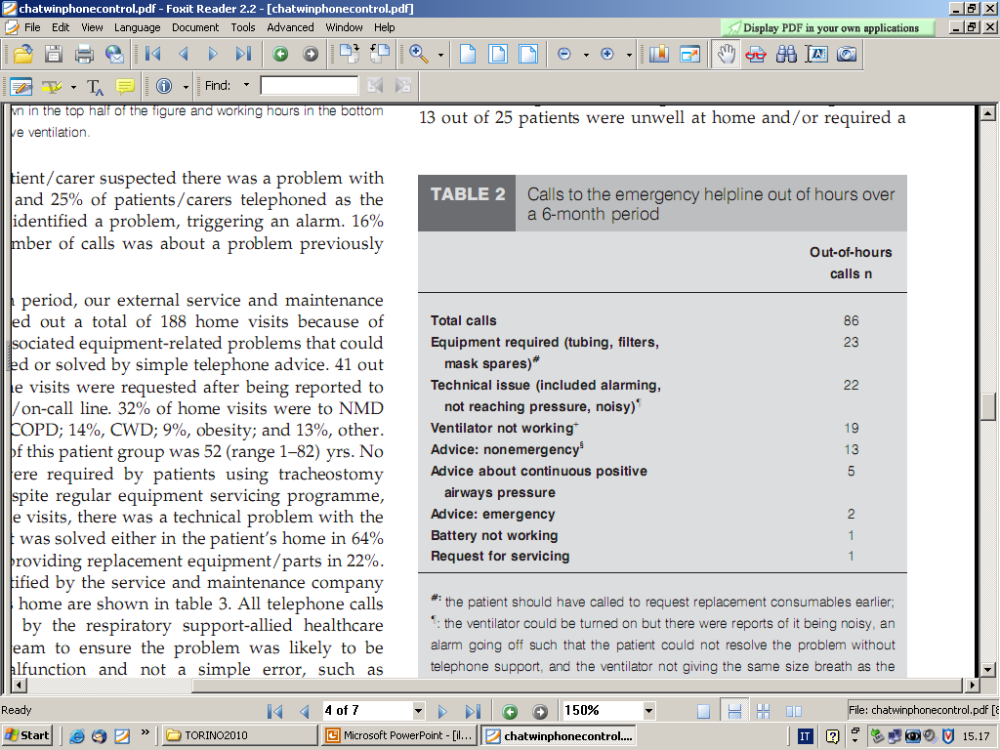 chatwinphonecontrol.pdf - Foxit Reader 2.2 - [chatwinphonecontrol.pdf]
File Edit View Language Document Tools Advanced Window Help
Display PDF in your own applications
Find:
wn in the top half of the figure and working hours in the bottom
ve ventilation.
tient/carer suspected there was a problem with
and 25% of patients/carers telephoned as the
identified a problem, triggering an alarm. 16%
mber of calls was about a problem previously
period, our external service and maintenance
ed out a total of 188 home visits because of
sociated equipment-related problems that could
ed or solved by simple telephone advice. 41 out
e visits were requested after being reported to
/on-call line. 32% of home visits were to NMD
COPD; 14%, CWD; 9%, obesity; and 13%, other.
of this patient group was 52 (range 1–82) yrs. No
ere required by patients using tracheostomy
spite regular equipment servicing programme,
e visits, there was a technical problem with the
t was solved either in the patient's home in 64%
providing replacement equipment/parts in 22%.
tified by the service and maintenance company
home are shown in table 3. All telephone calls
by the respiratory support-allied healthcare
eam to ensure the problem was likely to be
alfunction and not a simple error, such as
13 out of 25 patients were unwell at home and/or required a
TABLE 2 Calls to the emergency helpline out of hours over
a 6-month period
Out-of-hours
calls n
Total calls 86
Equipment required (tubing, filters, 23
mask spares)#
Technical issue (included alarming, 22
not reaching pressure, noisy)¶
Ventilator not working+ 19
Advice: nonemergency§ 13
Advice about continuous positive 5
airways pressure
Advice: emergency 2
Battery not working 1
Request for servicing 1
#: the patient should have called to request replacement consumables earlier;
¶: the ventilator could be turned on but there were reports of it being noisy, an
alarm going off such that the patient could not resolve the problem without
telephone support, and the ventilator not giving the same size breath as the
Ready 4 of 7 150% File: chatwinphonecontrol.pdf [8
Start » TORINO2010 Microsoft PowerPoint - [il... chatwinphonecontrol.... IT 15.17